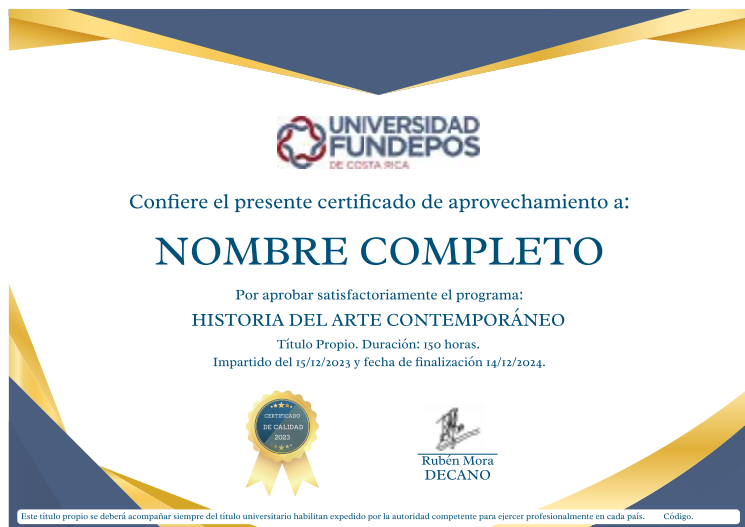 UNIVERSIDAD
FUNDEPOS
DE COSTA RICA
Confiere el presente certificado de aprovechamiento a:
NOMBRE COMPLETO
Por aprobar satisfactoriamente el programa:
HISTORIA DEL ARTE CONTEMPORÁNEO
Título Propio. Duración: 150 horas.
Impartido del 15/12/2023 y fecha de finalización 14/12/2024.
CERTIFICADO
DE CALIDAD
2023
Rubén Mora
DECANO
Este título propio se deberá acompañar siempre del título universitario habilitan expedido por la autoridad competente para ejercer profesionalmente en cada país. Código.